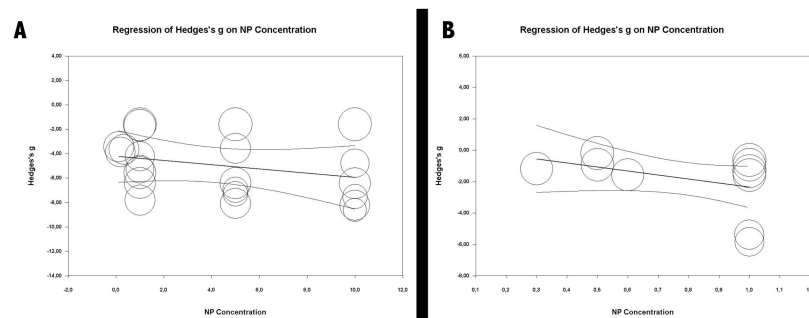 A
Regression of Hedges's g on NP Concentration
4,00
2,00
0,00
-2,00
-4,00
-6,00
-8,00
-10,00
-12,00
-14,00
Hedges's g
-2,0 0,0 2,0 4,0 6,0 8,0 10,0 12,0
NP Concentration
B
Regression of Hedges's g on NP Concentration
6,00
4,00
2,00
0,00
-2,00
-4,00
-6,00
-8,00
Hedges's g
0,1 0,2 0,3 0,4 0,5 0,6 0,7 0,8 0,9 1,0
NP Concentration